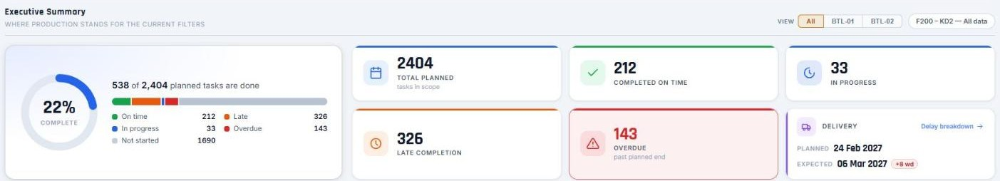 Executive Summary
WHERE PRODUCTION STANDS FOR THE CURRENT FILTERS
VIEW All BTL-01 BTL-02 F200 – KD2 — All data
22%
COMPLETE
538 of 2,404 planned tasks are done
On time 212 Late 326
In progress 33 Overdue 143
Not started 1690
2404
TOTAL PLANNED
tasks in scope
212
COMPLETED ON TIME
33
IN PROGRESS
326
LATE COMPLETION
143
OVERDUE
past planned end
DELIVERY Delay breakdown →
PLANNED 24 Feb 2027
EXPECTED 06 Mar 2027 +8 wd